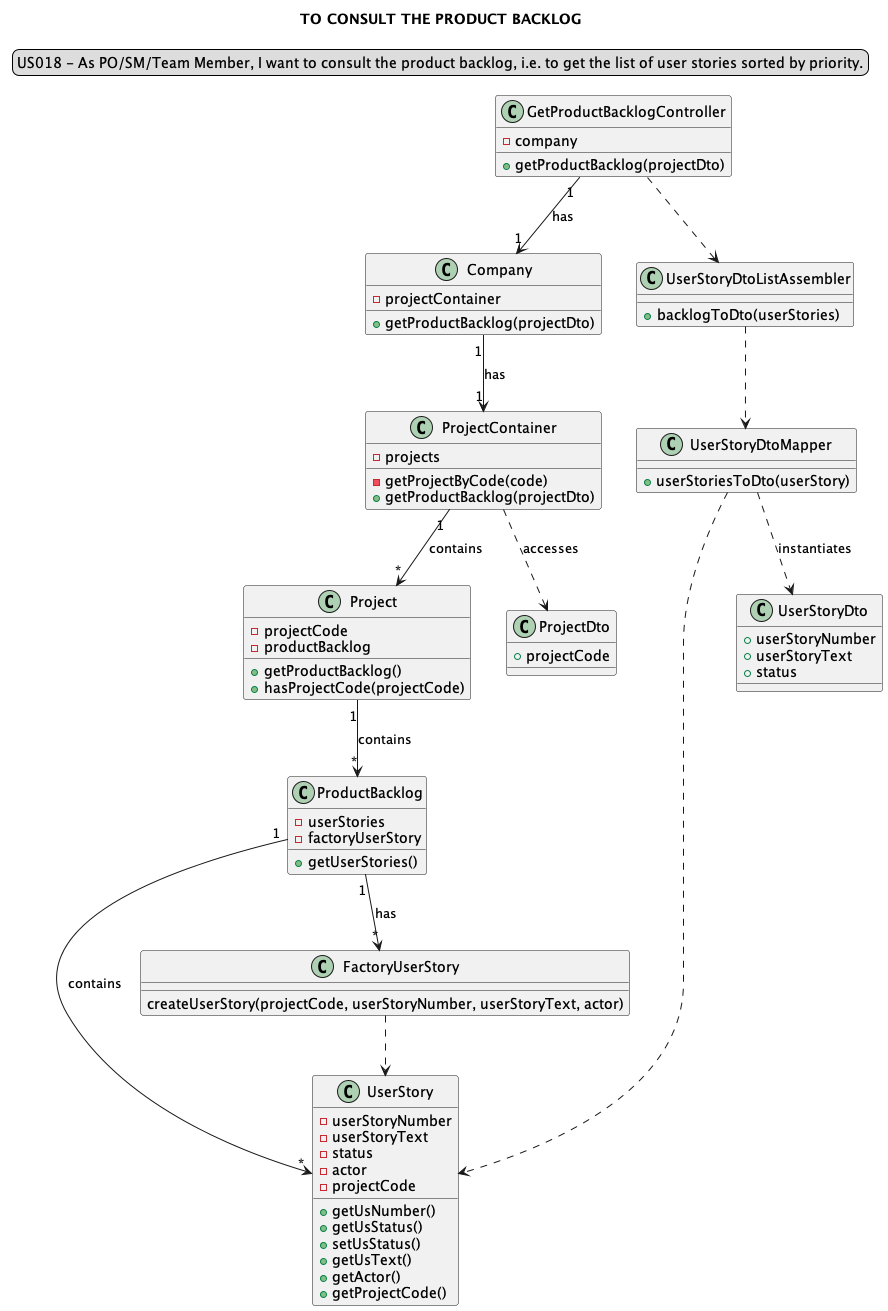 TO CONSULT THE PRODUCT BACKLOG
US018 - As PO/SM/Team Member, I want to consult the product backlog, i.e. to get the list of user stories sorted by priority.
C GetProductBacklogController
company
getProductBacklog(projectDto)
1
has
1
C Company
projectContainer
getProductBacklog(projectDto)
C UserStoryDtoListAssembler
backlogToDto(userStories)
1
has
1
C ProjectContainer
projects
getProjectByCode(code)
getProductBacklog(projectDto)
C UserStoryDtoMapper
userStoriesToDto(userStory)
1
contains
*
accesses
instantiates
C Project
projectCode
productBacklog
getProductBacklog()
hasProjectCode(projectCode)
C ProjectDto
projectCode
C UserStoryDto
userStoryNumber
userStoryText
status
1
contains
*
C ProductBacklog
userStories
factoryUserStory
getUserStories()
1
contains
*
1
has
*
C FactoryUserStory
createUserStory(projectCode, userStoryNumber, userStoryText, actor)
C UserStory
userStoryNumber
userStoryText
status
actor
projectCode
getUsNumber()
getUsStatus()
setUsStatus()
getUsText()
getActor()
getProjectCode()